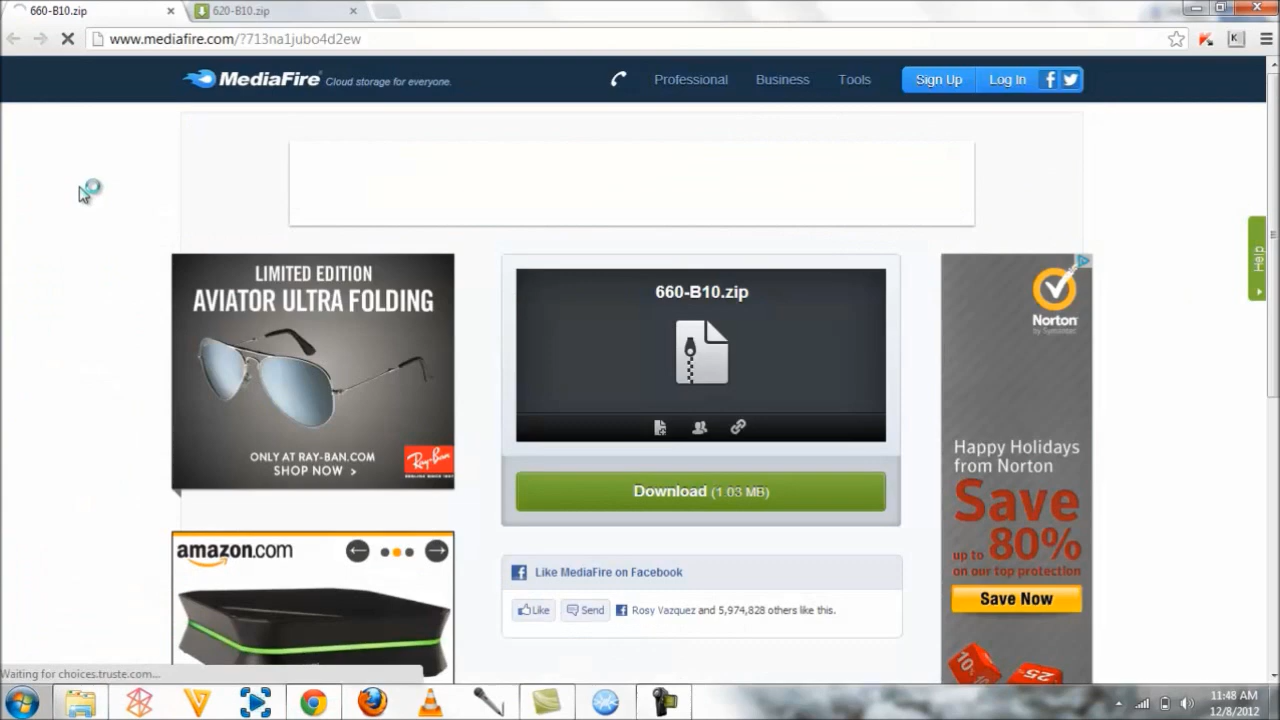 660-B10.zip
620-B10.zip
www.mediafire.com/?713na1jubo4d2ew
MediaFire Cloud storage for everyone.
Professional
Business
Tools
Sign Up
Log In
Help
LIMITED EDITION
AVIATOR ULTRA FOLDING
ONLY AT RAY-BAN.COM
SHOP NOW >
Ray-Ban
660-B10.zip
Download (1.03 MB)
Like MediaFire on Facebook
Like
Send
Rosy Vazquez and 5,974,828 others like this.
Norton
by Symantec
Happy Holidays
from Norton
Save
up to 80%
on our top protection
Save Now
10%
25
amazon.com
Waiting for choices.truste.com...
11:48 AM
12/8/2012